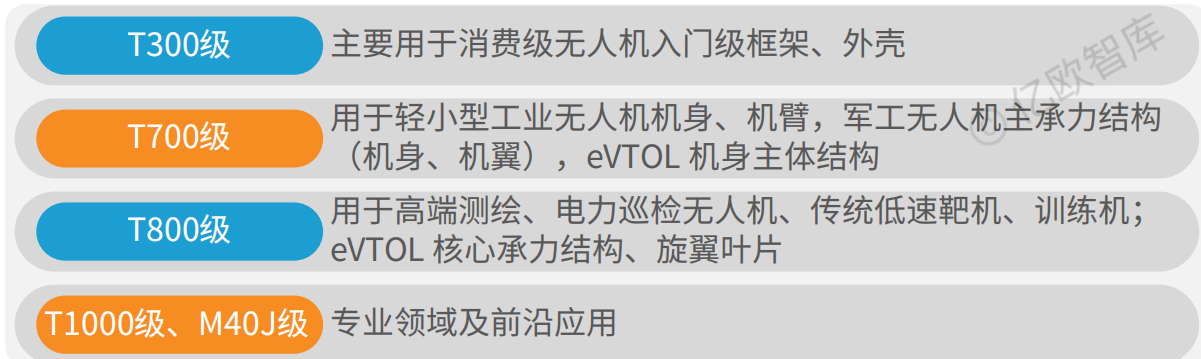 T300级
主要用于消费级无人机入门级框架、外壳
T700级
用于轻小型工业无人机机身、机臂，军工无人机主承力结构
（机身、机翼），eVTOL 机身主体结构
T800级
用于高端测绘、电力巡检无人机、传统低速靶机、训练机；
eVTOL 核心承力结构、旋翼叶片
T1000级、M40J级
专业领域及前沿应用
© 亿欧智库